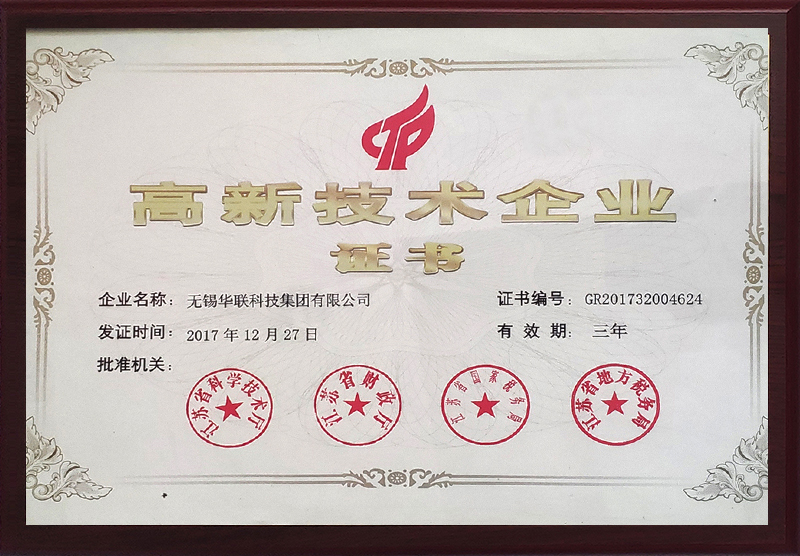 CTP
高新技术企业
证书
企业名称：无锡华联科技集团有限公司
证书编号：GR201732004624
发证时间：2017年12月27日
有效期：三年
批准机关：
江苏省科学技术厅
江苏省财政厅
江苏省国家税务局
江苏省地方税务局